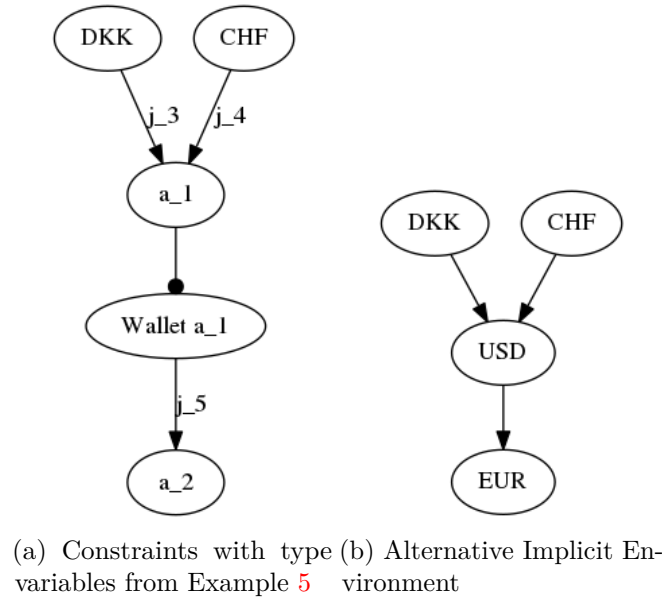 DKK
CHF
j_3
j_4
a_1
Wallet a_1
j_5
a_2
DKK
CHF
USD
EUR
(a) Constraints with type
variables from Example 5
(b) Alternative Implicit En-
vironment